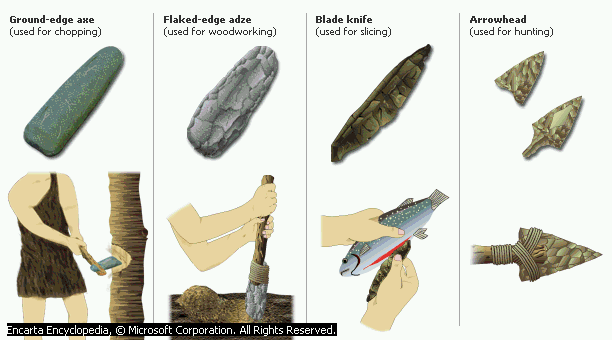 Ground-edge axe
(used for chopping)
Flaked-edge adze
(used for woodworking)
Blade knife
(used for slicing)
Arrowhead
(used for hunting)
Encarta Encyclopedia, © Microsoft Corporation. All Rights Reserved.